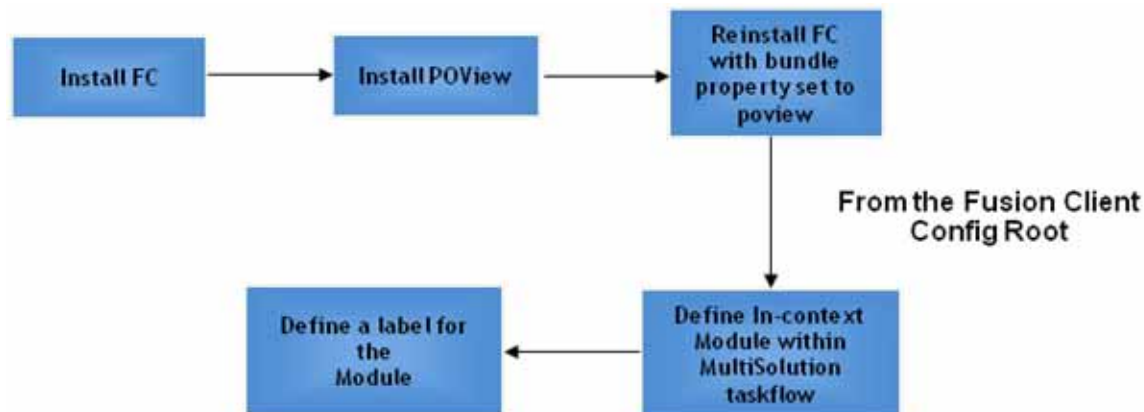 Install FC
Install POView
Reinstall FC
with bundle
property set to
poview
From the Fusion Client
Config Root
Define In-context
Module within
MultiSolution
taskflow
Define a label for
the
Module